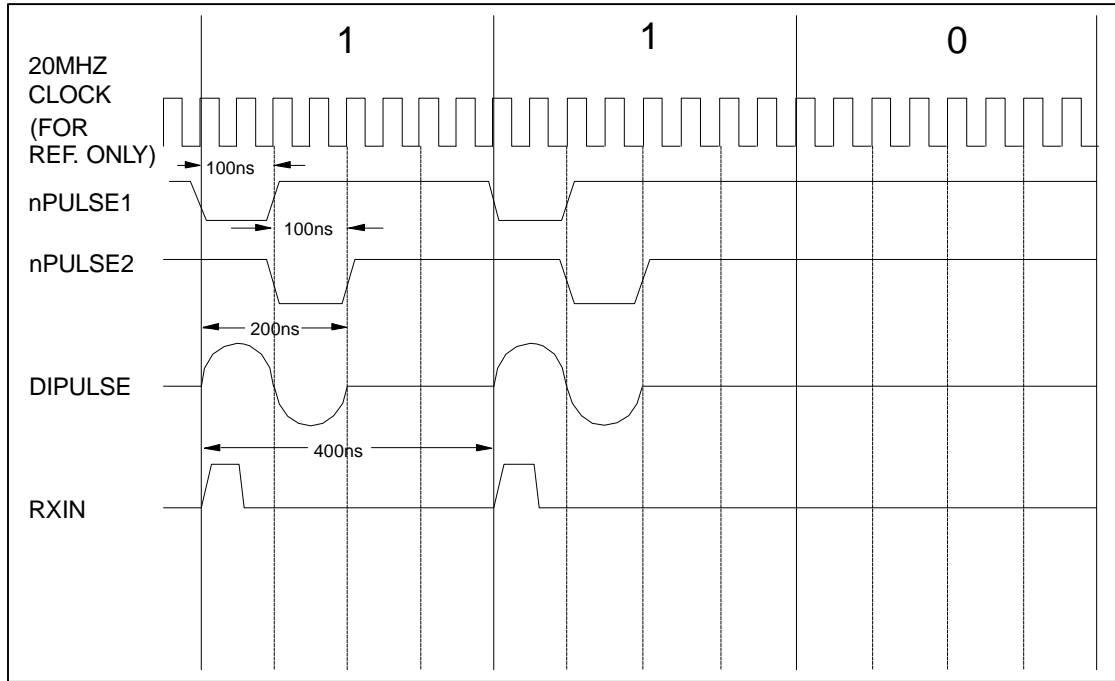 1
1
0
20MHZ
CLOCK
(FOR
REF. ONLY)
100ns
nPULSE1
100ns
nPULSE2
200ns
DIPULSE
400ns
RXIN